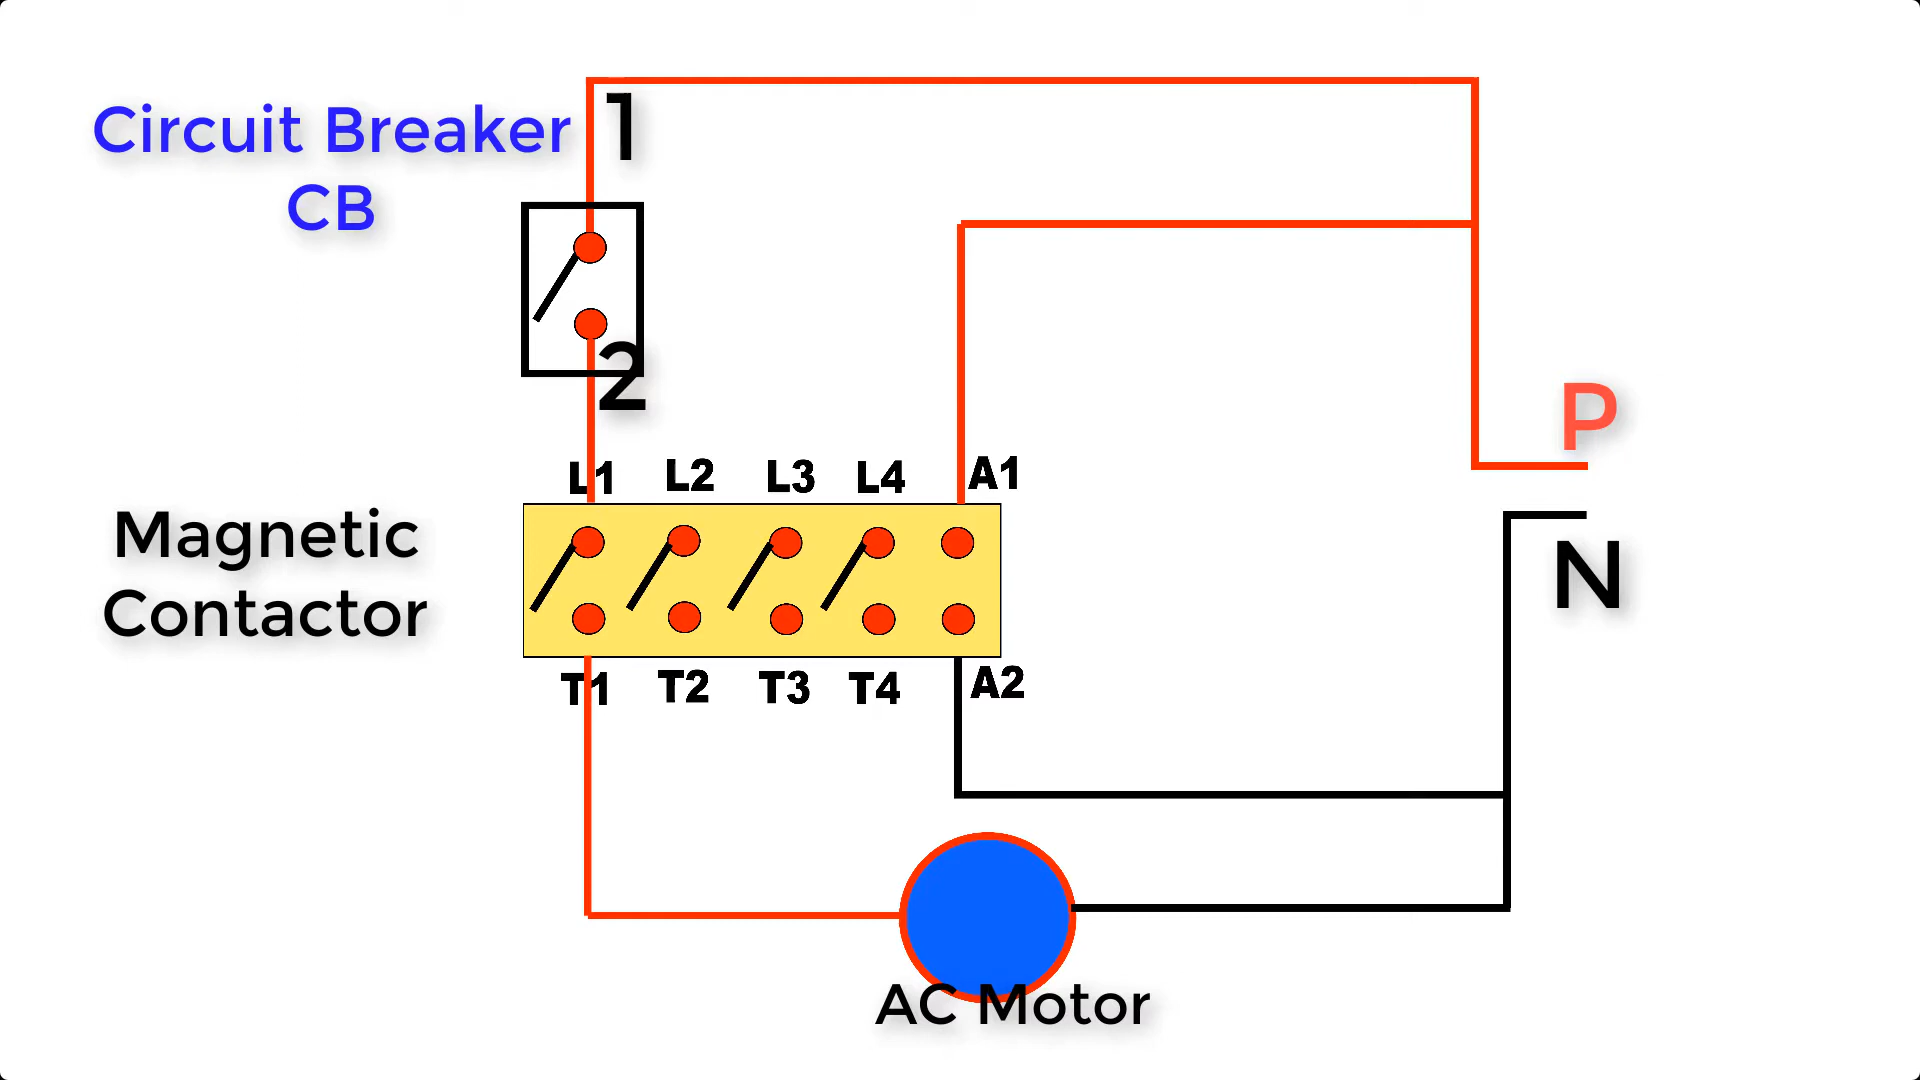 Circuit Breaker
CB
1
2
P
N
L1 L2 L3 L4 A1
Magnetic
Contactor
T1 T2 T3 T4 A2
AC Motor